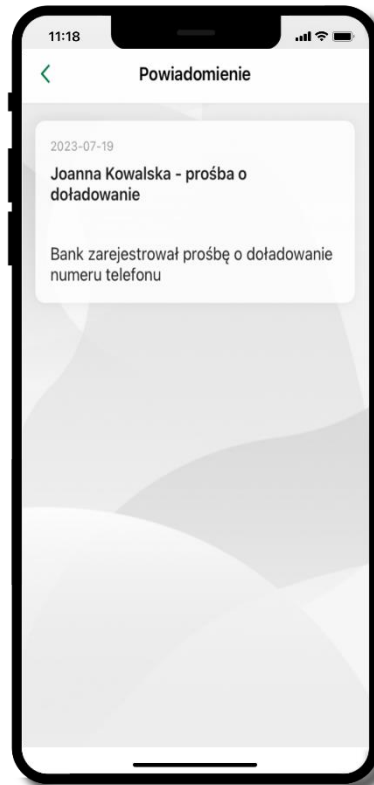 11:18
Powiadomienie
2023-07-19
Joanna Kowalska - prośba o
doładowanie
Bank zarejestrował prośbę o doładowanie
numeru telefonu